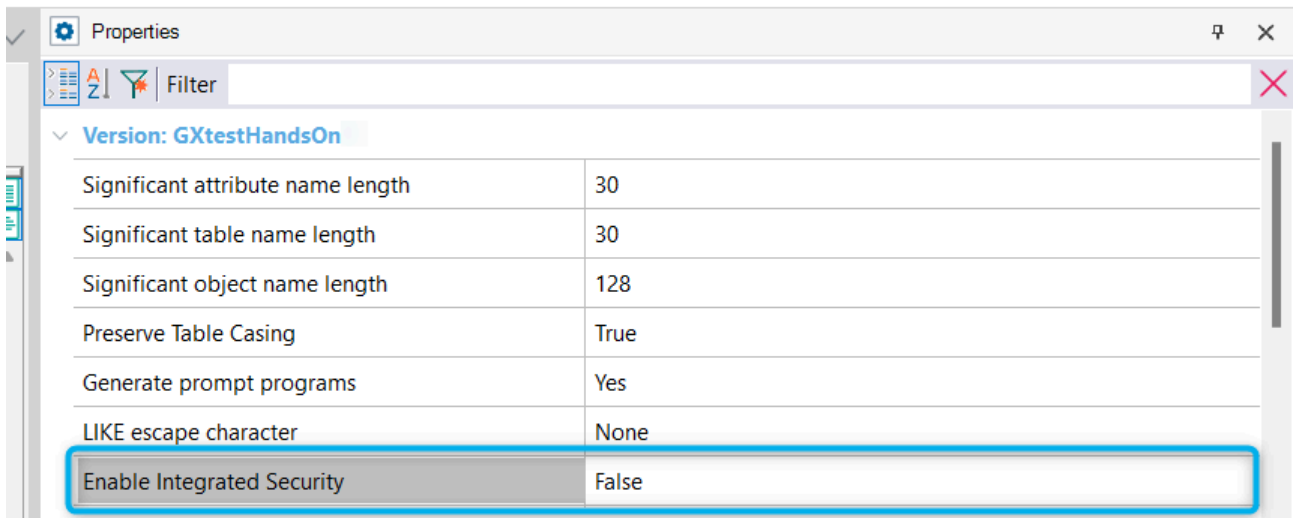 Properties
Filter
Version: GXtestHandsOn
Significant attribute name length 30
Significant table name length 30
Significant object name length 128
Preserve Table Casing True
Generate prompt programs Yes
LIKE escape character None
Enable Integrated Security False